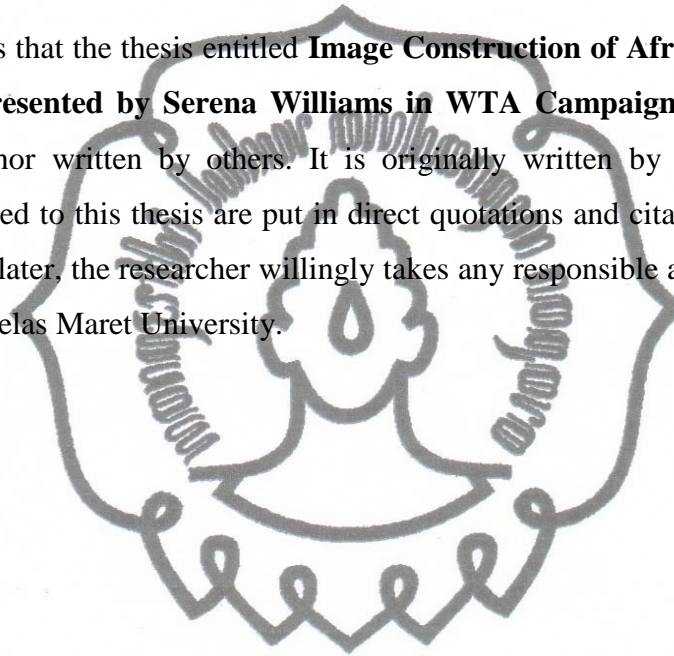 s that the thesis entitled Image Construction of Afr
resented by Serena Williams in WTA Campaign
nor written by others. It is originally written by
ed to this thesis are put in direct quotations and cita
later, the researcher willingly takes any responsible a
elas Maret University.